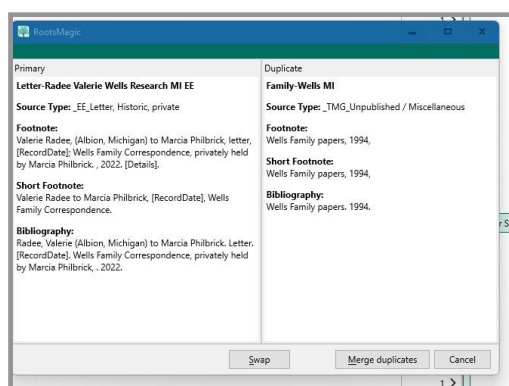 1 >
RootsMagic
Primary
Duplicate
Letter-Radee Valerie Wells Research MI EE
Source Type: _EE_Letter, Historic, private
Footnote:
Valerie Radee, (Albion, Michigan) to Marcia Philbrick, letter,
[RecordDate]; Wells Family Correspondence, privately held
by Marcia Philbrick. , 2022. [Details].
Short Footnote:
Valerie Radee to Marcia Philbrick, [RecordDate], Wells
Family Correspondence.
Bibliography:
Radee, Valerie (Albion, Michigan) to Marcia Philbrick. Letter.
[RecordDate]. Wells Family Correspondence, privately held
by Marcia Philbrick, . 2022.
Family-Wells MI
Source Type: _TMG_Unpublished / Miscellaneous
Footnote:
Wells Family papers, 1994,
Short Footnote:
Wells Family papers, 1994,
Bibliography:
Wells Family papers. 1994.
r S
Swap
Merge duplicates
Cancel
1 >